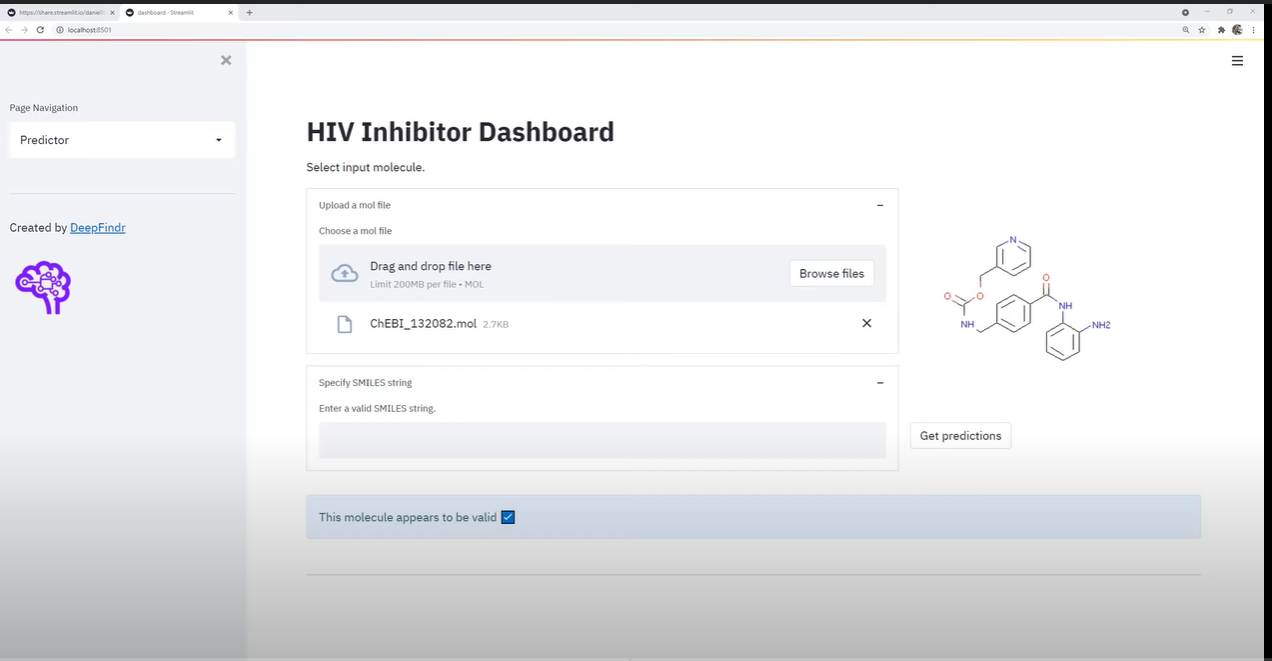 https://share.streamlit.io/danielin
dashboard · Streamlit
localhost:8501
Page Navigation
Predictor
Created by DeepFindr
HIV Inhibitor Dashboard
Select input molecule.
Upload a mol file
Choose a mol file
Drag and drop file here
Limit 200MB per file • MOL
Browse files
ChEBI_132082.mol 2.7KB
Specify SMILES string
Enter a valid SMILES string.
N
O
O
O
NH
NH
NH2
Get predictions
This molecule appears to be valid